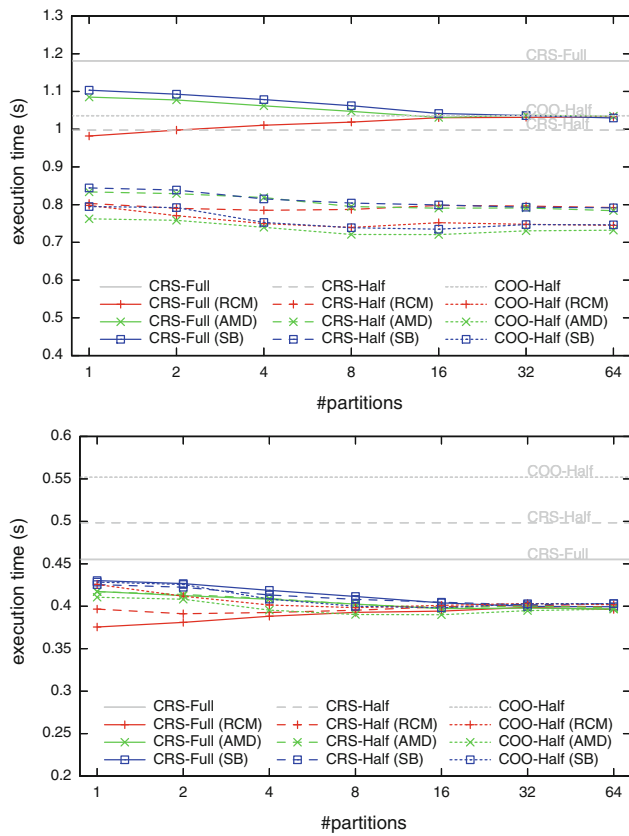 1.3
1.2
1.1
1
0.9
0.8
0.7
0.6
0.5
0.4
execution time (s)
CRS-Full
COO-Half
CRS-Half
CRS-Full CRS-Half COO-Half
CRS-Full (RCM) CRS-Half (RCM) COO-Half (RCM)
CRS-Full (AMD) CRS-Half (AMD) COO-Half (AMD)
CRS-Full (SB) CRS-Half (SB) COO-Half (SB)
1 2 4 8 16 32 64
#partitions
0.6
0.55
0.5
0.45
0.4
0.35
0.3
0.25
0.2
execution time (s)
COO-Half
CRS-Half
CRS-Full
CRS-Full CRS-Half COO-Half
CRS-Full (RCM) CRS-Half (RCM) COO-Half (RCM)
CRS-Full (AMD) CRS-Half (AMD) COO-Half (AMD)
CRS-Full (SB) CRS-Half (SB) COO-Half (SB)
1 2 4 8 16 32 64
#partitions